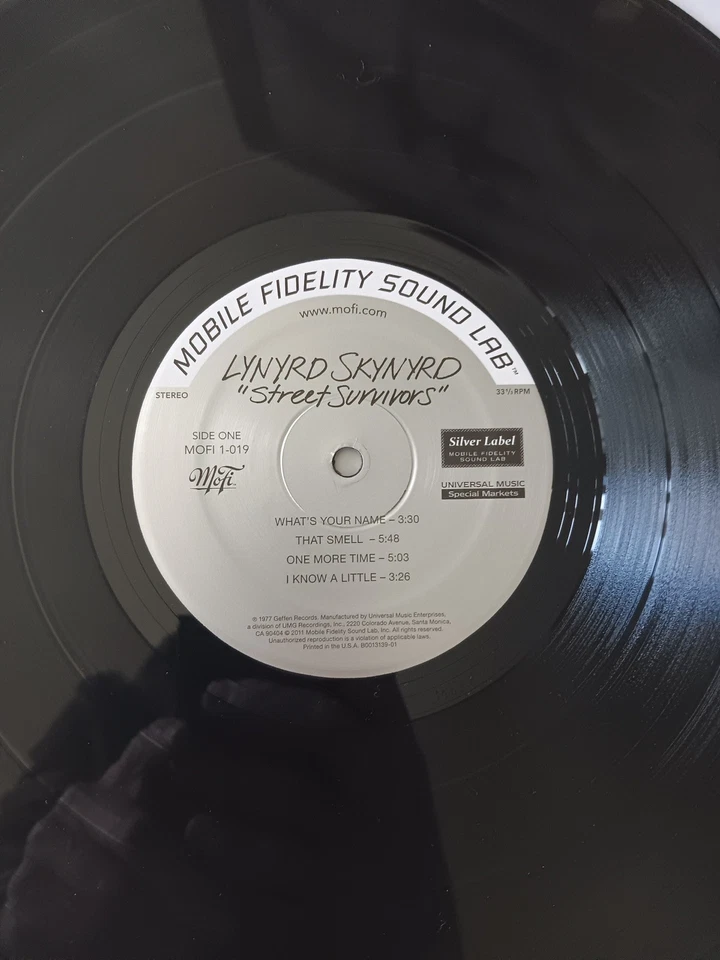 MOBILE FIDELITY SOUND LAB™
www.mofi.com
LYNYRD SKYNYRD
"Street Survivors"
STEREO
33 ⅓ RPM
SIDE ONE
MOFI 1-019
MoFi
Silver Label
MOBILE FIDELITY
SOUND LAB
UNIVERSAL MUSIC
Special Markets
WHAT'S YOUR NAME – 3:30
THAT SMELL – 5:48
ONE MORE TIME – 5:03
I KNOW A LITTLE – 3:26
℗ 1977 Geffen Records. Manufactured by Universal Music Enterprises,
a division of UMG Recordings, Inc., 2220 Colorado Avenue, Santa Monica,
CA 90404 © 2011 Mobile Fidelity Sound Lab, Inc. All rights reserved.
Unauthorized reproduction is a violation of applicable laws.
Printed in the U.S.A. B0013139-01